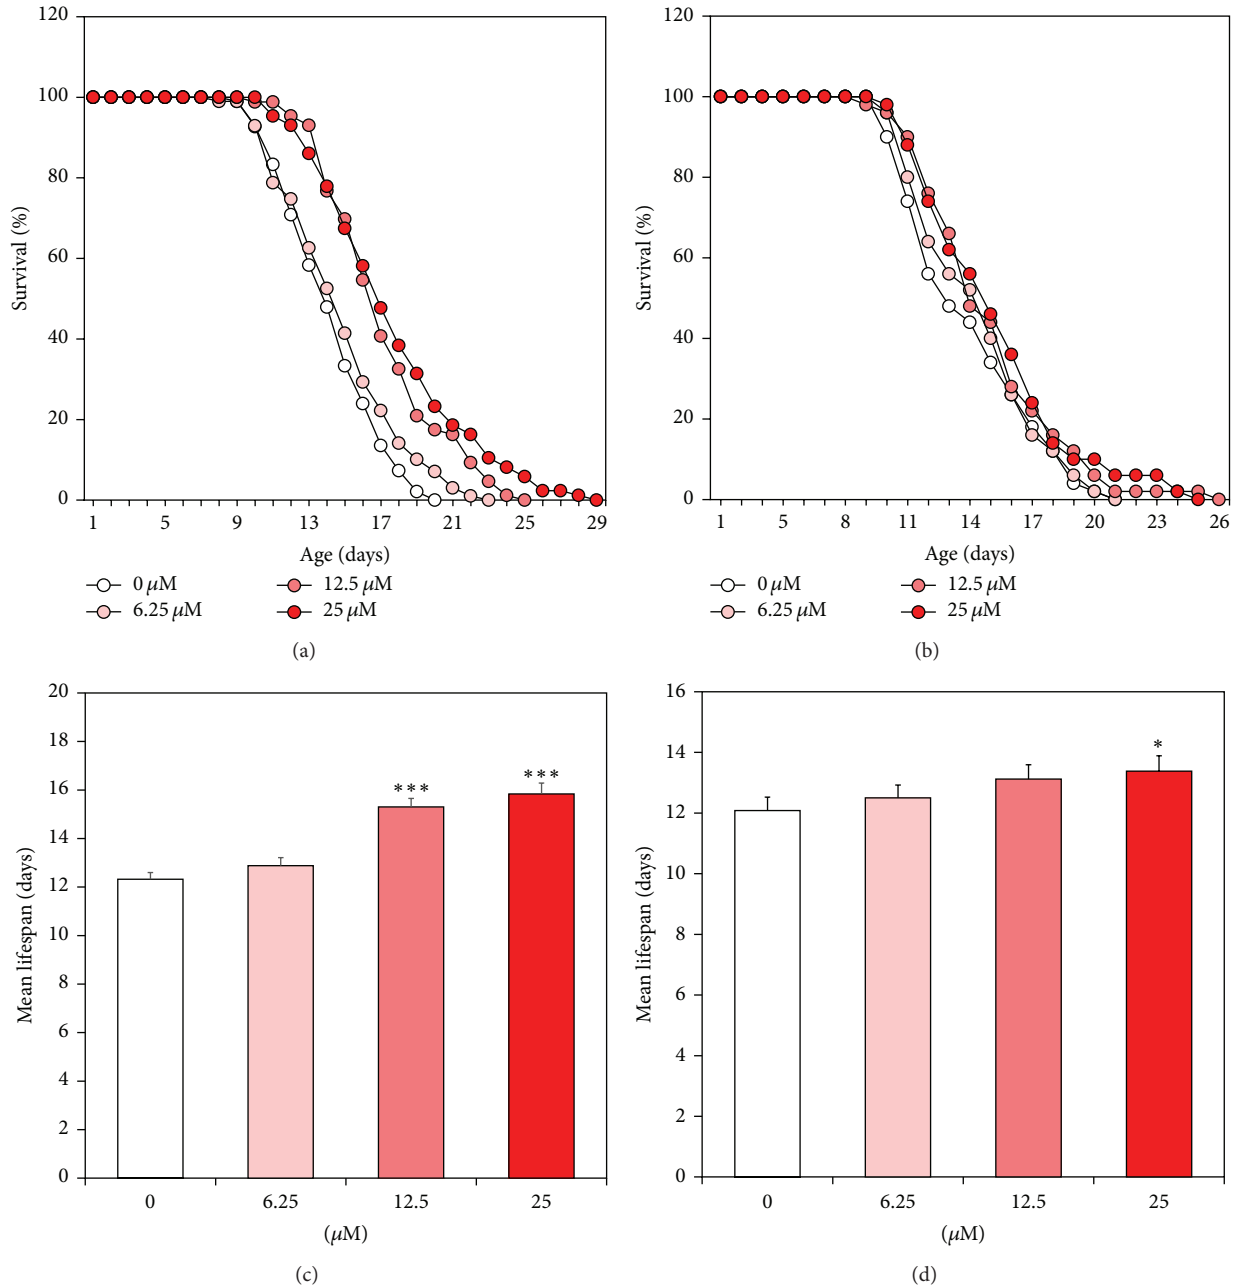 120
100
80
60
40
20
0
Survival (%)
1 5 9 13 17 21 25 29
Age (days)
0 μM 12.5 μM
6.25 μM 25 μM
(a)
120
100
80
60
40
20
0
Survival (%)
1 5 8 11 14 17 20 23 26
Age (days)
0 μM 12.5 μM
6.25 μM 25 μM
(b)
20
18
16
14
12
10
8
6
4
2
0
Mean lifespan (days)
*** ***
0 6.25 12.5 25
(μM)
(c)
16
14
12
10
8
6
4
2
0
Mean lifespan (days)
*
0 6.25 12.5 25
(μM)
(d)